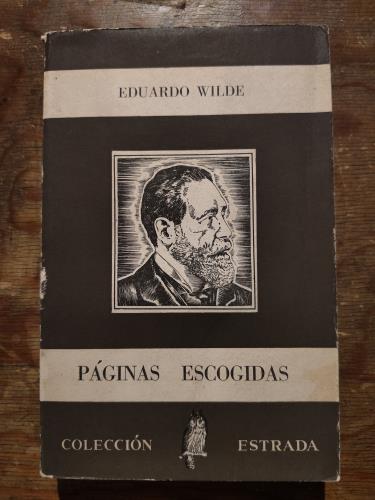 EDUARDO WILDE
PÁGINAS ESCOGIDAS
COLECCIÓN ESTRADA